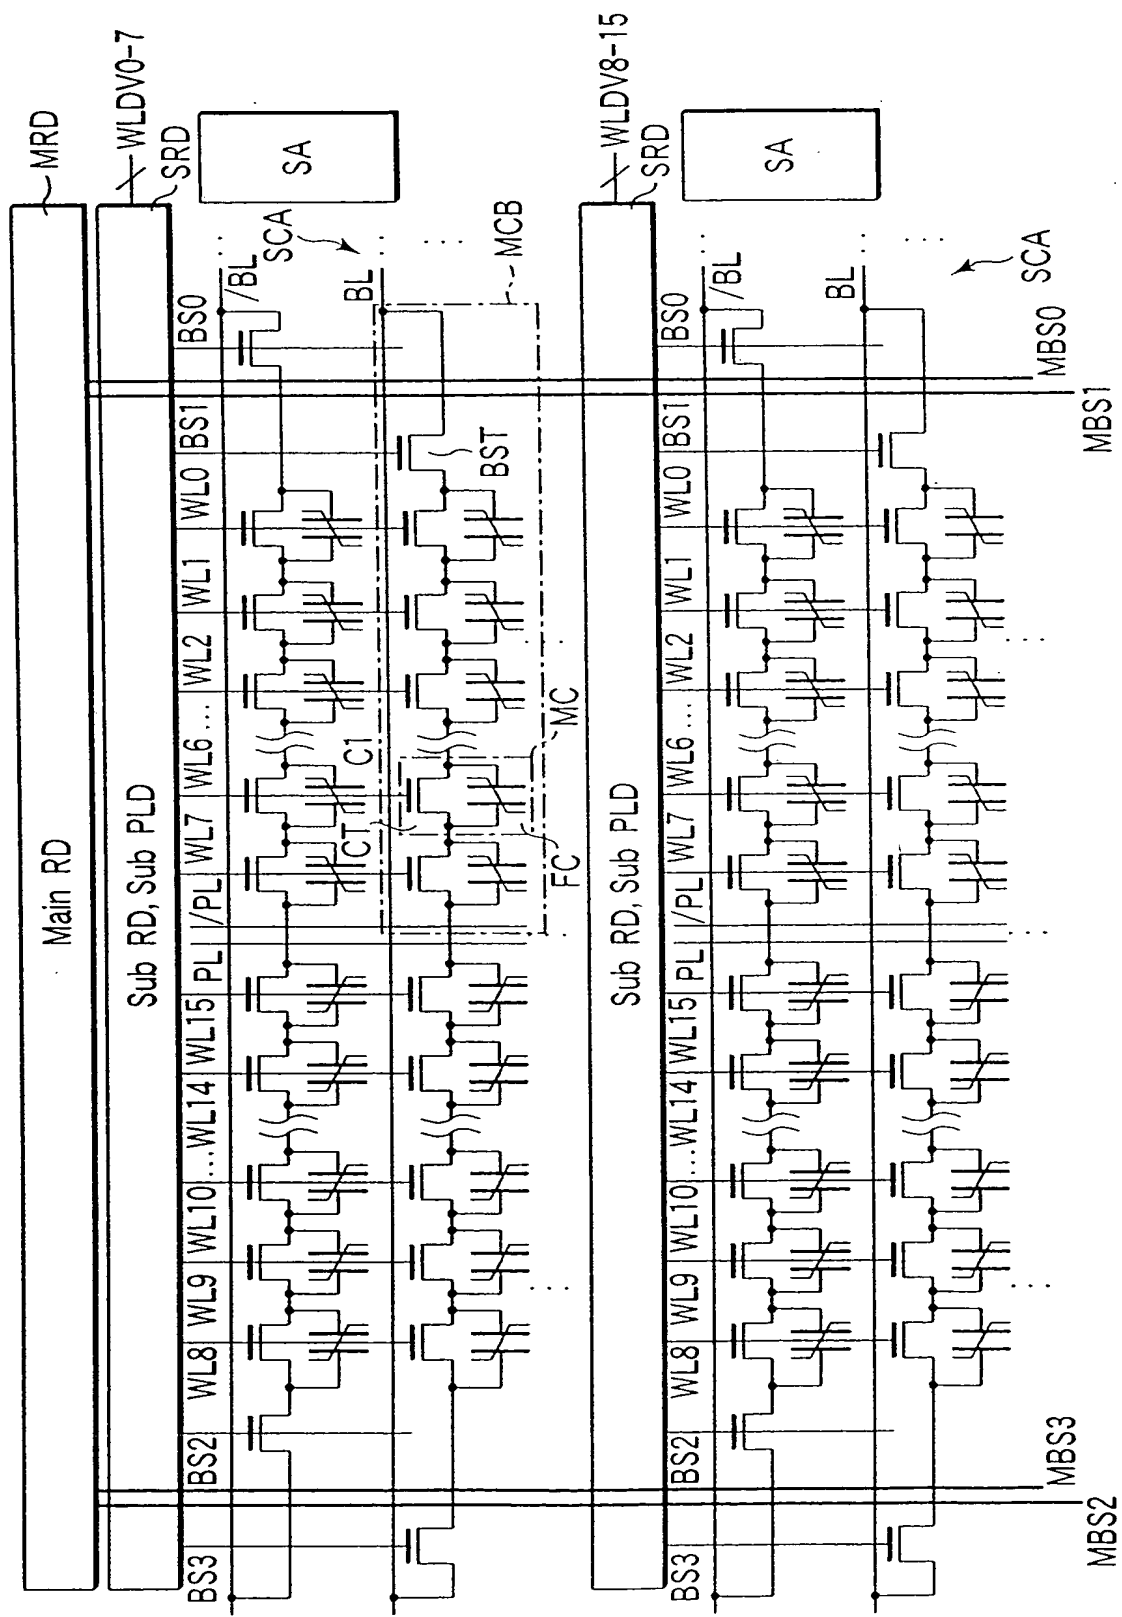 MRD
WLDV0-7
SRD
Main RD
Sub RD, Sub PLD
SA
SCA
MCB
BS3 BS2 WL8 WL9 WL10 ... WL14 WL15 PL /PL WL7 WL6 .... WL2 WL1 WL0 BS1 BS0 /BL
CT C1 BL
BST
FC MC
WLDV8-15
SRD
Sub RD, Sub PLD
SA
BS3 BS2 WL8 WL9 WL10 ... WL14 WL15 PL /PL WL7 WL6 .... WL2 WL1 WL0 BS1 BS0 /BL
BL
SCA
MBS2 MBS3 MBS1 MBS0